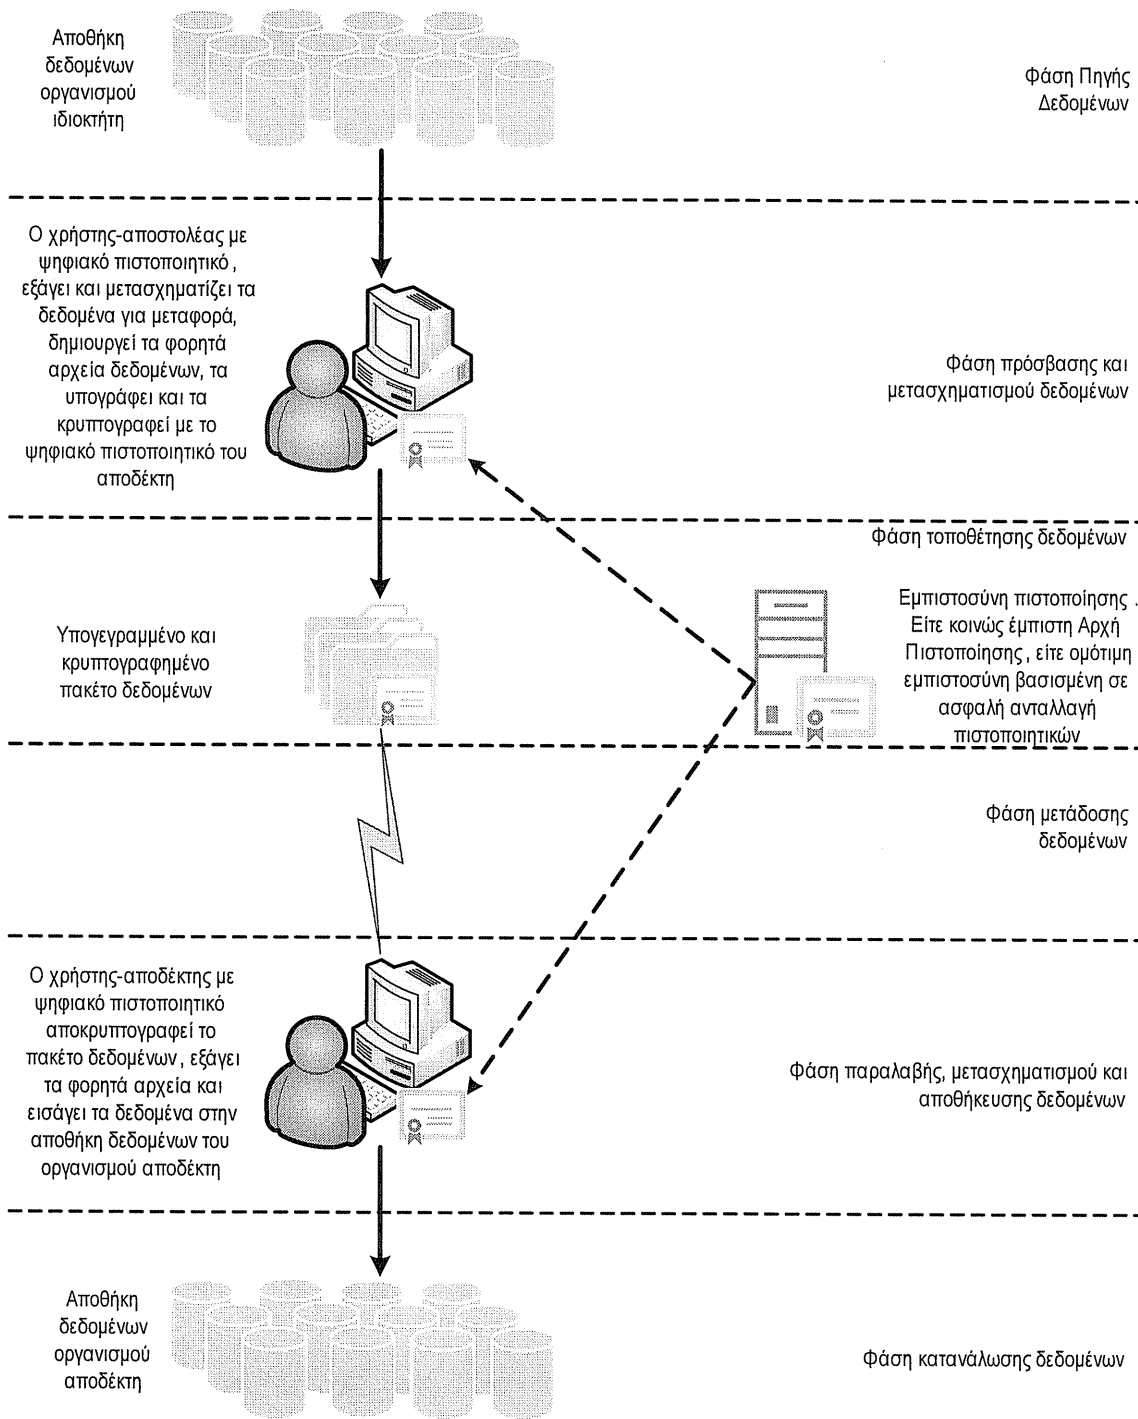 Αποθήκη
δεδομένων
οργανισμού
ιδιοκτήτη
Φάση Πηγής
Δεδομένων
Ο χρήστης-αποστολέας με
ψηφιακό πιστοποιητικό ,
εξάγει και μετασχηματίζει τα
δεδομένα για μεταφορά,
δημιουργεί τα φορητά
αρχεία δεδομένων, τα
υπογράφει και τα
κρυπτογραφεί με το
ψηφιακό πιστοποιητικό του
αποδέκτη
Φάση πρόσβασης και
μετασχηματισμού δεδομένων
Φάση τοποθέτησης δεδομένων
Υπογεγραμμένο και
κρυπτογραφημένο
πακέτο δεδομένων
Εμπιστοσύνη πιστοποίησης .
Είτε κοινώς έμπιστη Αρχή
Πιστοποίησης , είτε ομότιμη
εμπιστοσύνη βασισμένη σε
ασφαλή ανταλλαγή
πιστοποιητικών
Φάση μετάδοσης
δεδομένων
Ο χρήστης-αποδέκτης με
ψηφιακό πιστοποιητικό
αποκρυπτογραφεί το
πακέτο δεδομένων , εξάγει
τα φορητά αρχεία και
εισάγει τα δεδομένα στην
αποθήκη δεδομένων του
οργανισμού αποδέκτη
Φάση παραλαβής, μετασχηματισμού και
αποθήκευσης δεδομένων
Αποθήκη
δεδομένων
οργανισμού
αποδέκτη
Φάση κατανάλωσης δεδομένων